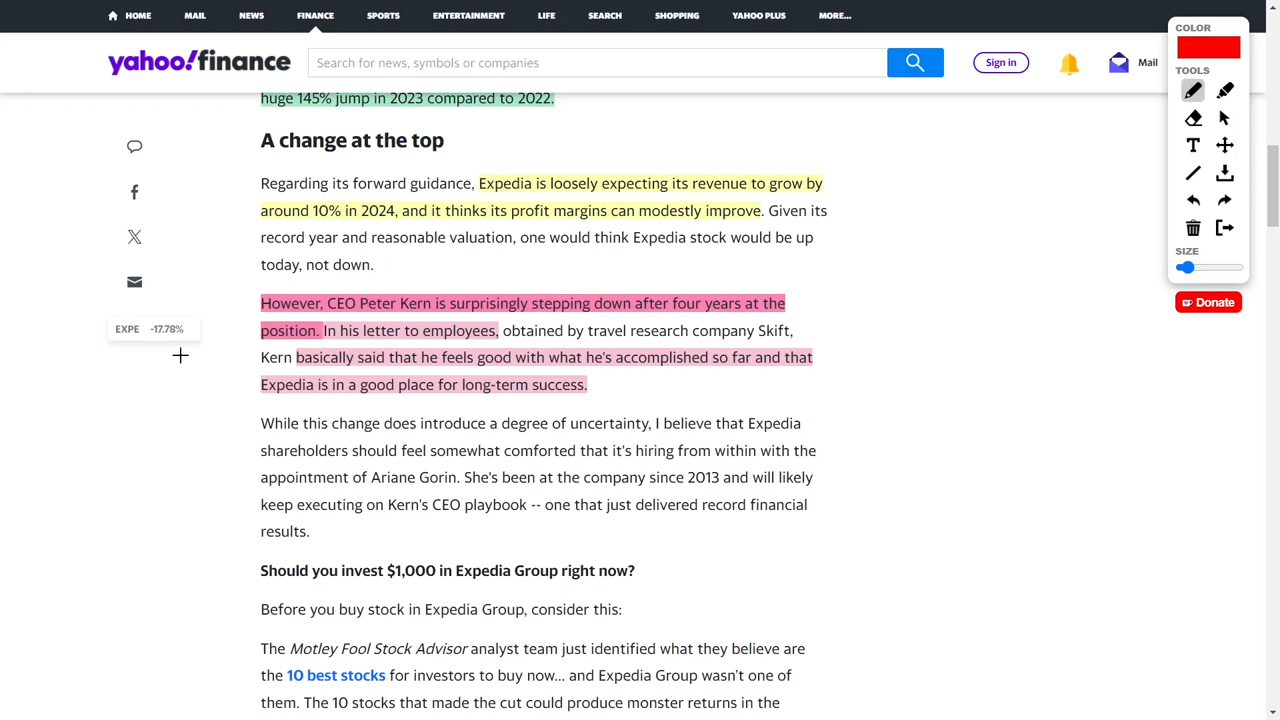 HOME MAIL NEWS FINANCE SPORTS ENTERTAINMENT LIFE SEARCH SHOPPING YAHOO PLUS MORE...
yahoo!finance
Search for news, symbols or companies
Sign in
Mail
huge 145% jump in 2023 compared to 2022.
A change at the top
Regarding its forward guidance, Expedia is loosely expecting its revenue to grow by
around 10% in 2024, and it thinks its profit margins can modestly improve. Given its
record year and reasonable valuation, one would think Expedia stock would be up
today, not down.
However, CEO Peter Kern is surprisingly stepping down after four years at the
position. In his letter to employees, obtained by travel research company Skift,
Kern basically said that he feels good with what he's accomplished so far and that
Expedia is in a good place for long-term success.
EXPE -17.78%
While this change does introduce a degree of uncertainty, I believe that Expedia
shareholders should feel somewhat comforted that it's hiring from within with the
appointment of Ariane Gorin. She's been at the company since 2013 and will likely
keep executing on Kern's CEO playbook -- one that just delivered record financial
results.
Should you invest $1,000 in Expedia Group right now?
Before you buy stock in Expedia Group, consider this:
The Motley Fool Stock Advisor analyst team just identified what they believe are
the 10 best stocks for investors to buy now… and Expedia Group wasn't one of
them. The 10 stocks that made the cut could produce monster returns in the
COLOR
TOOLS
T
SIZE
Donate